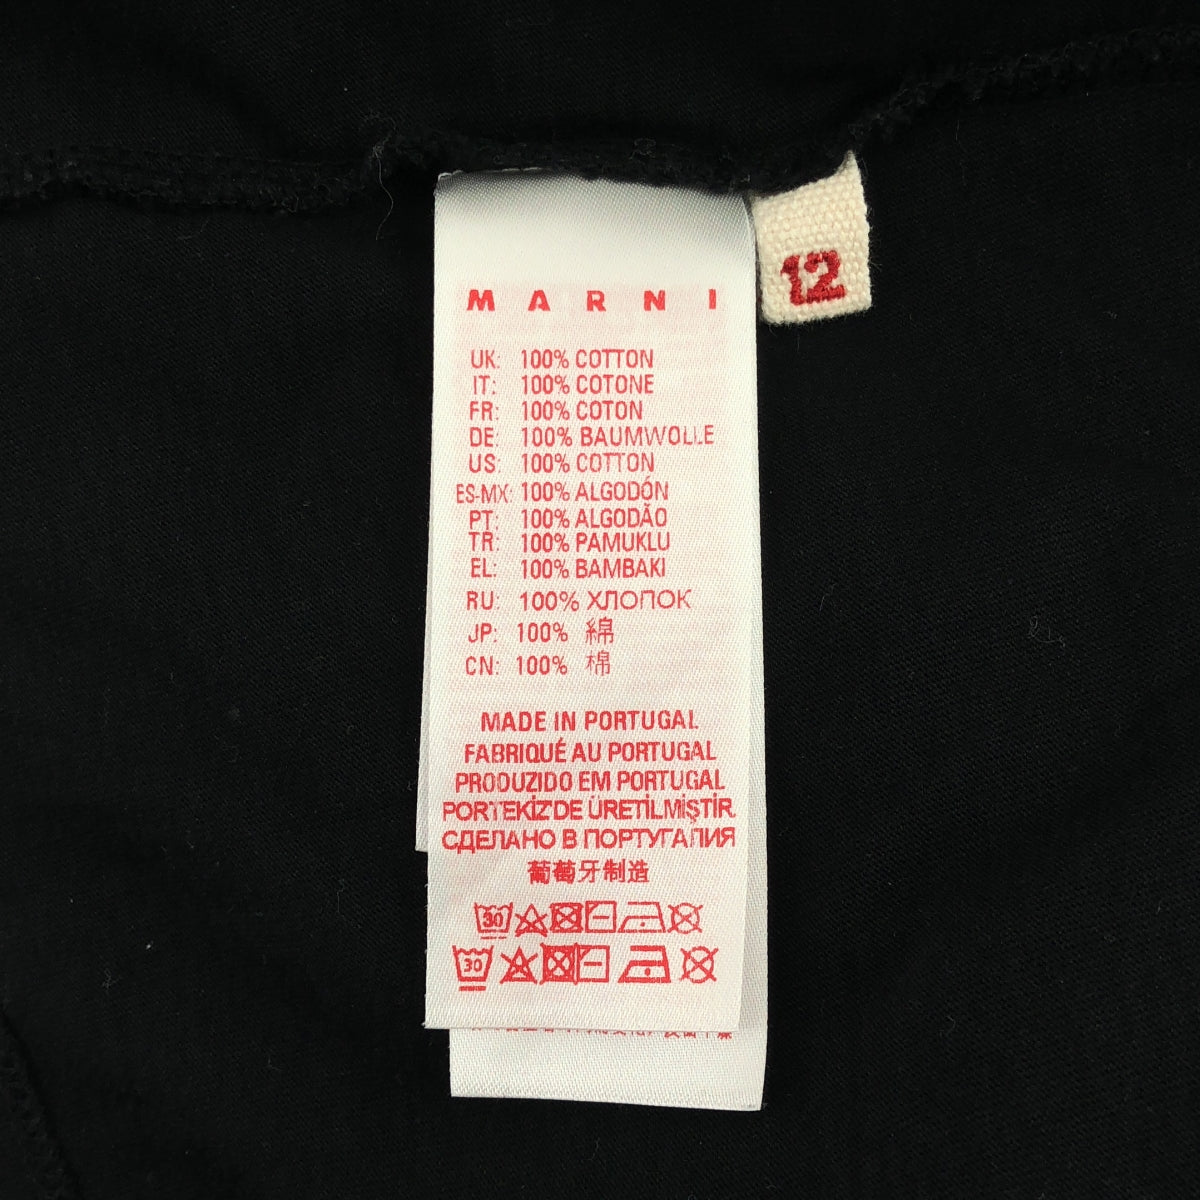 12
MARNI
UK: 100% COTTON
IT: 100% COTONE
FR: 100% COTON
DE: 100% BAUMWOLLE
US: 100% COTTON
ES-MX: 100% ALGODÓN
PT: 100% ALGODÃO
TR: 100% PAMUKLU
EL: 100% BAMBAKI
RU: 100% ХЛОПОК
JP: 100% 綿
CN: 100% 棉
MADE IN PORTUGAL
FABRIQUÉ AU PORTUGAL
PRODUZIDO EM PORTUGAL
PORTEKİZ'DE ÜRETİLMİŞTİR.
СДЕЛАНО В ПОРТУГАЛИЯ
葡萄牙制造
30
30